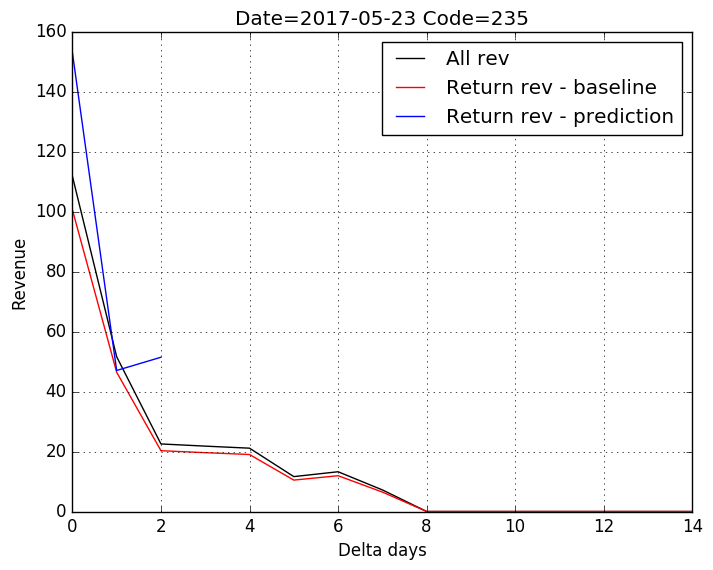 Date=2017-05-23 Code=235
All rev
Return rev - baseline
Return rev - prediction
Revenue
160
140
120
100
80
60
40
20
0
0 2 4 6 8 10 12 14
Delta days